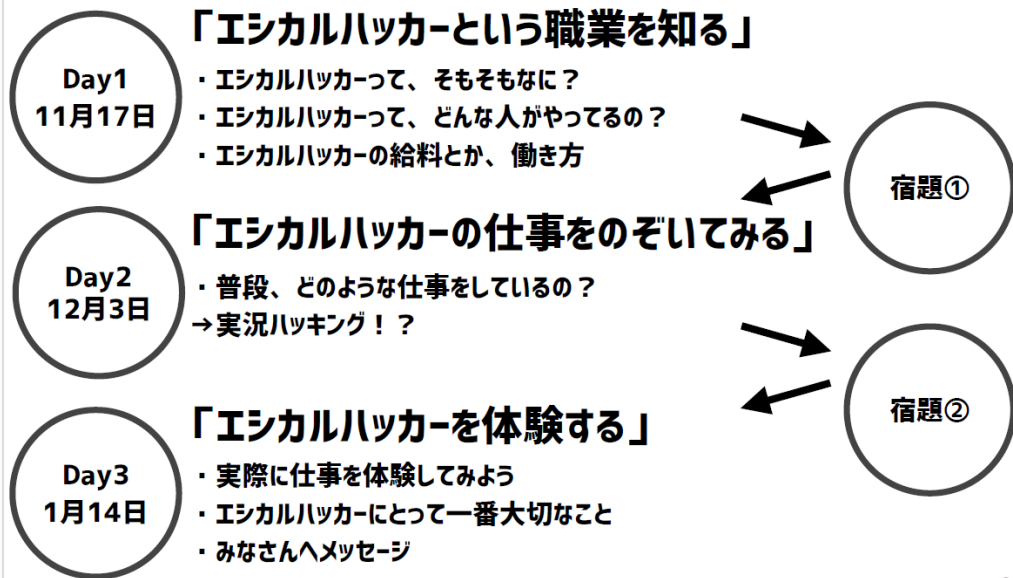 Day1
11月17日
「エシカルハッカーという職業を知る」
・エシカルハッカーって、そもそもなに？
・エシカルハッカーって、どんな人がやってるの？
・エシカルハッカーの給料とか、働き方
宿題①
Day2
12月3日
「エシカルハッカーの仕事をのぞいてみる」
・普段、どのような仕事をしているの？
→実況ハッキング！？
宿題②
Day3
1月14日
「エシカルハッカーを体験する」
・実際に仕事を体験してみよう
・エシカルハッカーにとって一番大切なこと
・みなさんへメッセージ